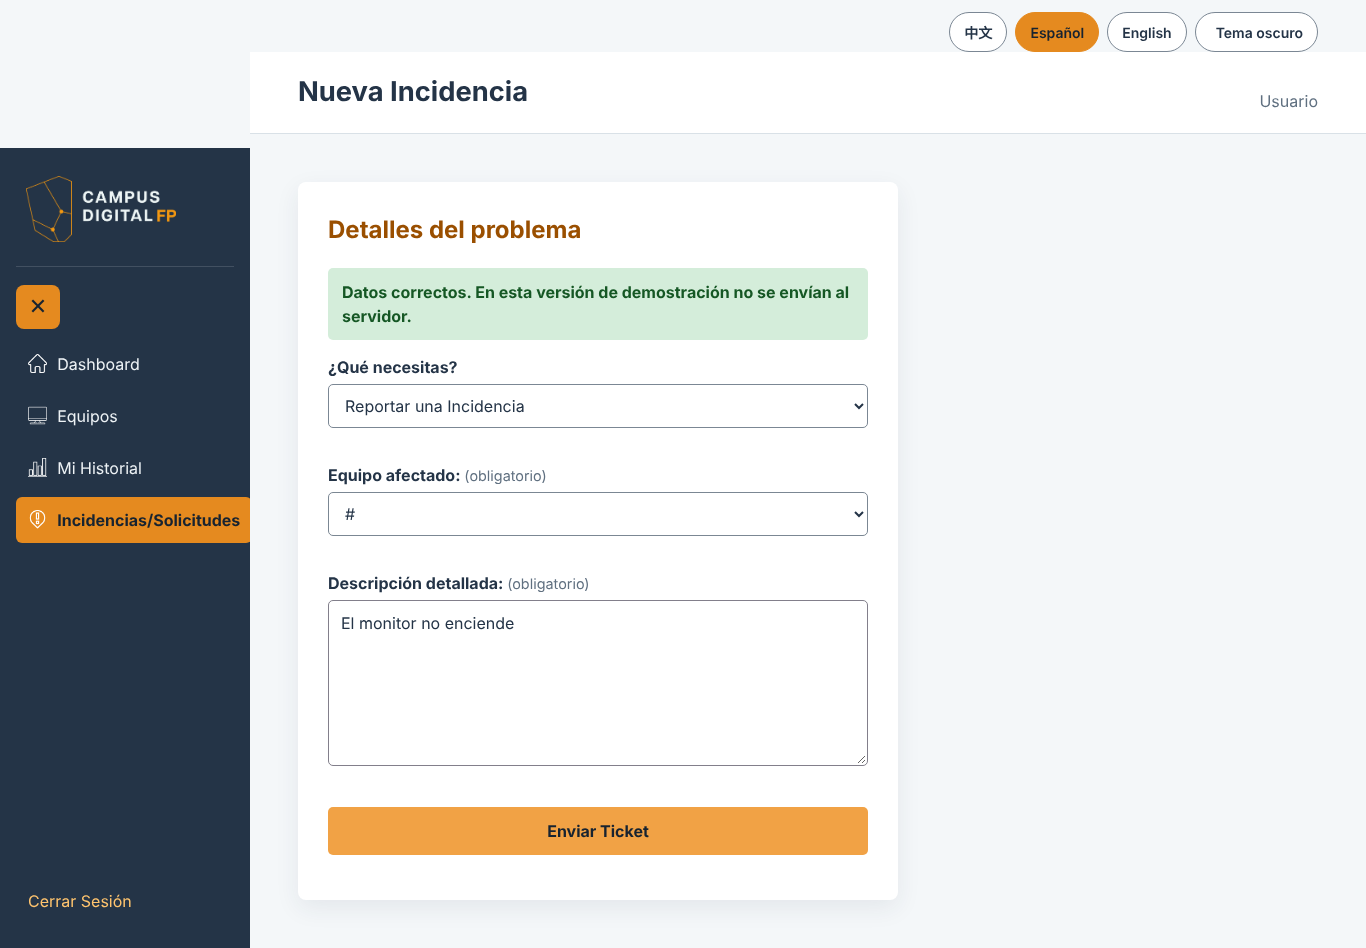 中文
Español
English
Tema oscuro
Nueva Incidencia
Usuario
CAMPUS
DIGITAL FP
Dashboard
Equipos
Mi Historial
Incidencias/Solicitudes
Cerrar Sesión
Detalles del problema
Datos correctos. En esta versión de demostración no se envían al
servidor.
¿Qué necesitas?
Reportar una Incidencia
Equipo afectado: (obligatorio)
#
Descripción detallada: (obligatorio)
El monitor no enciende
Enviar Ticket